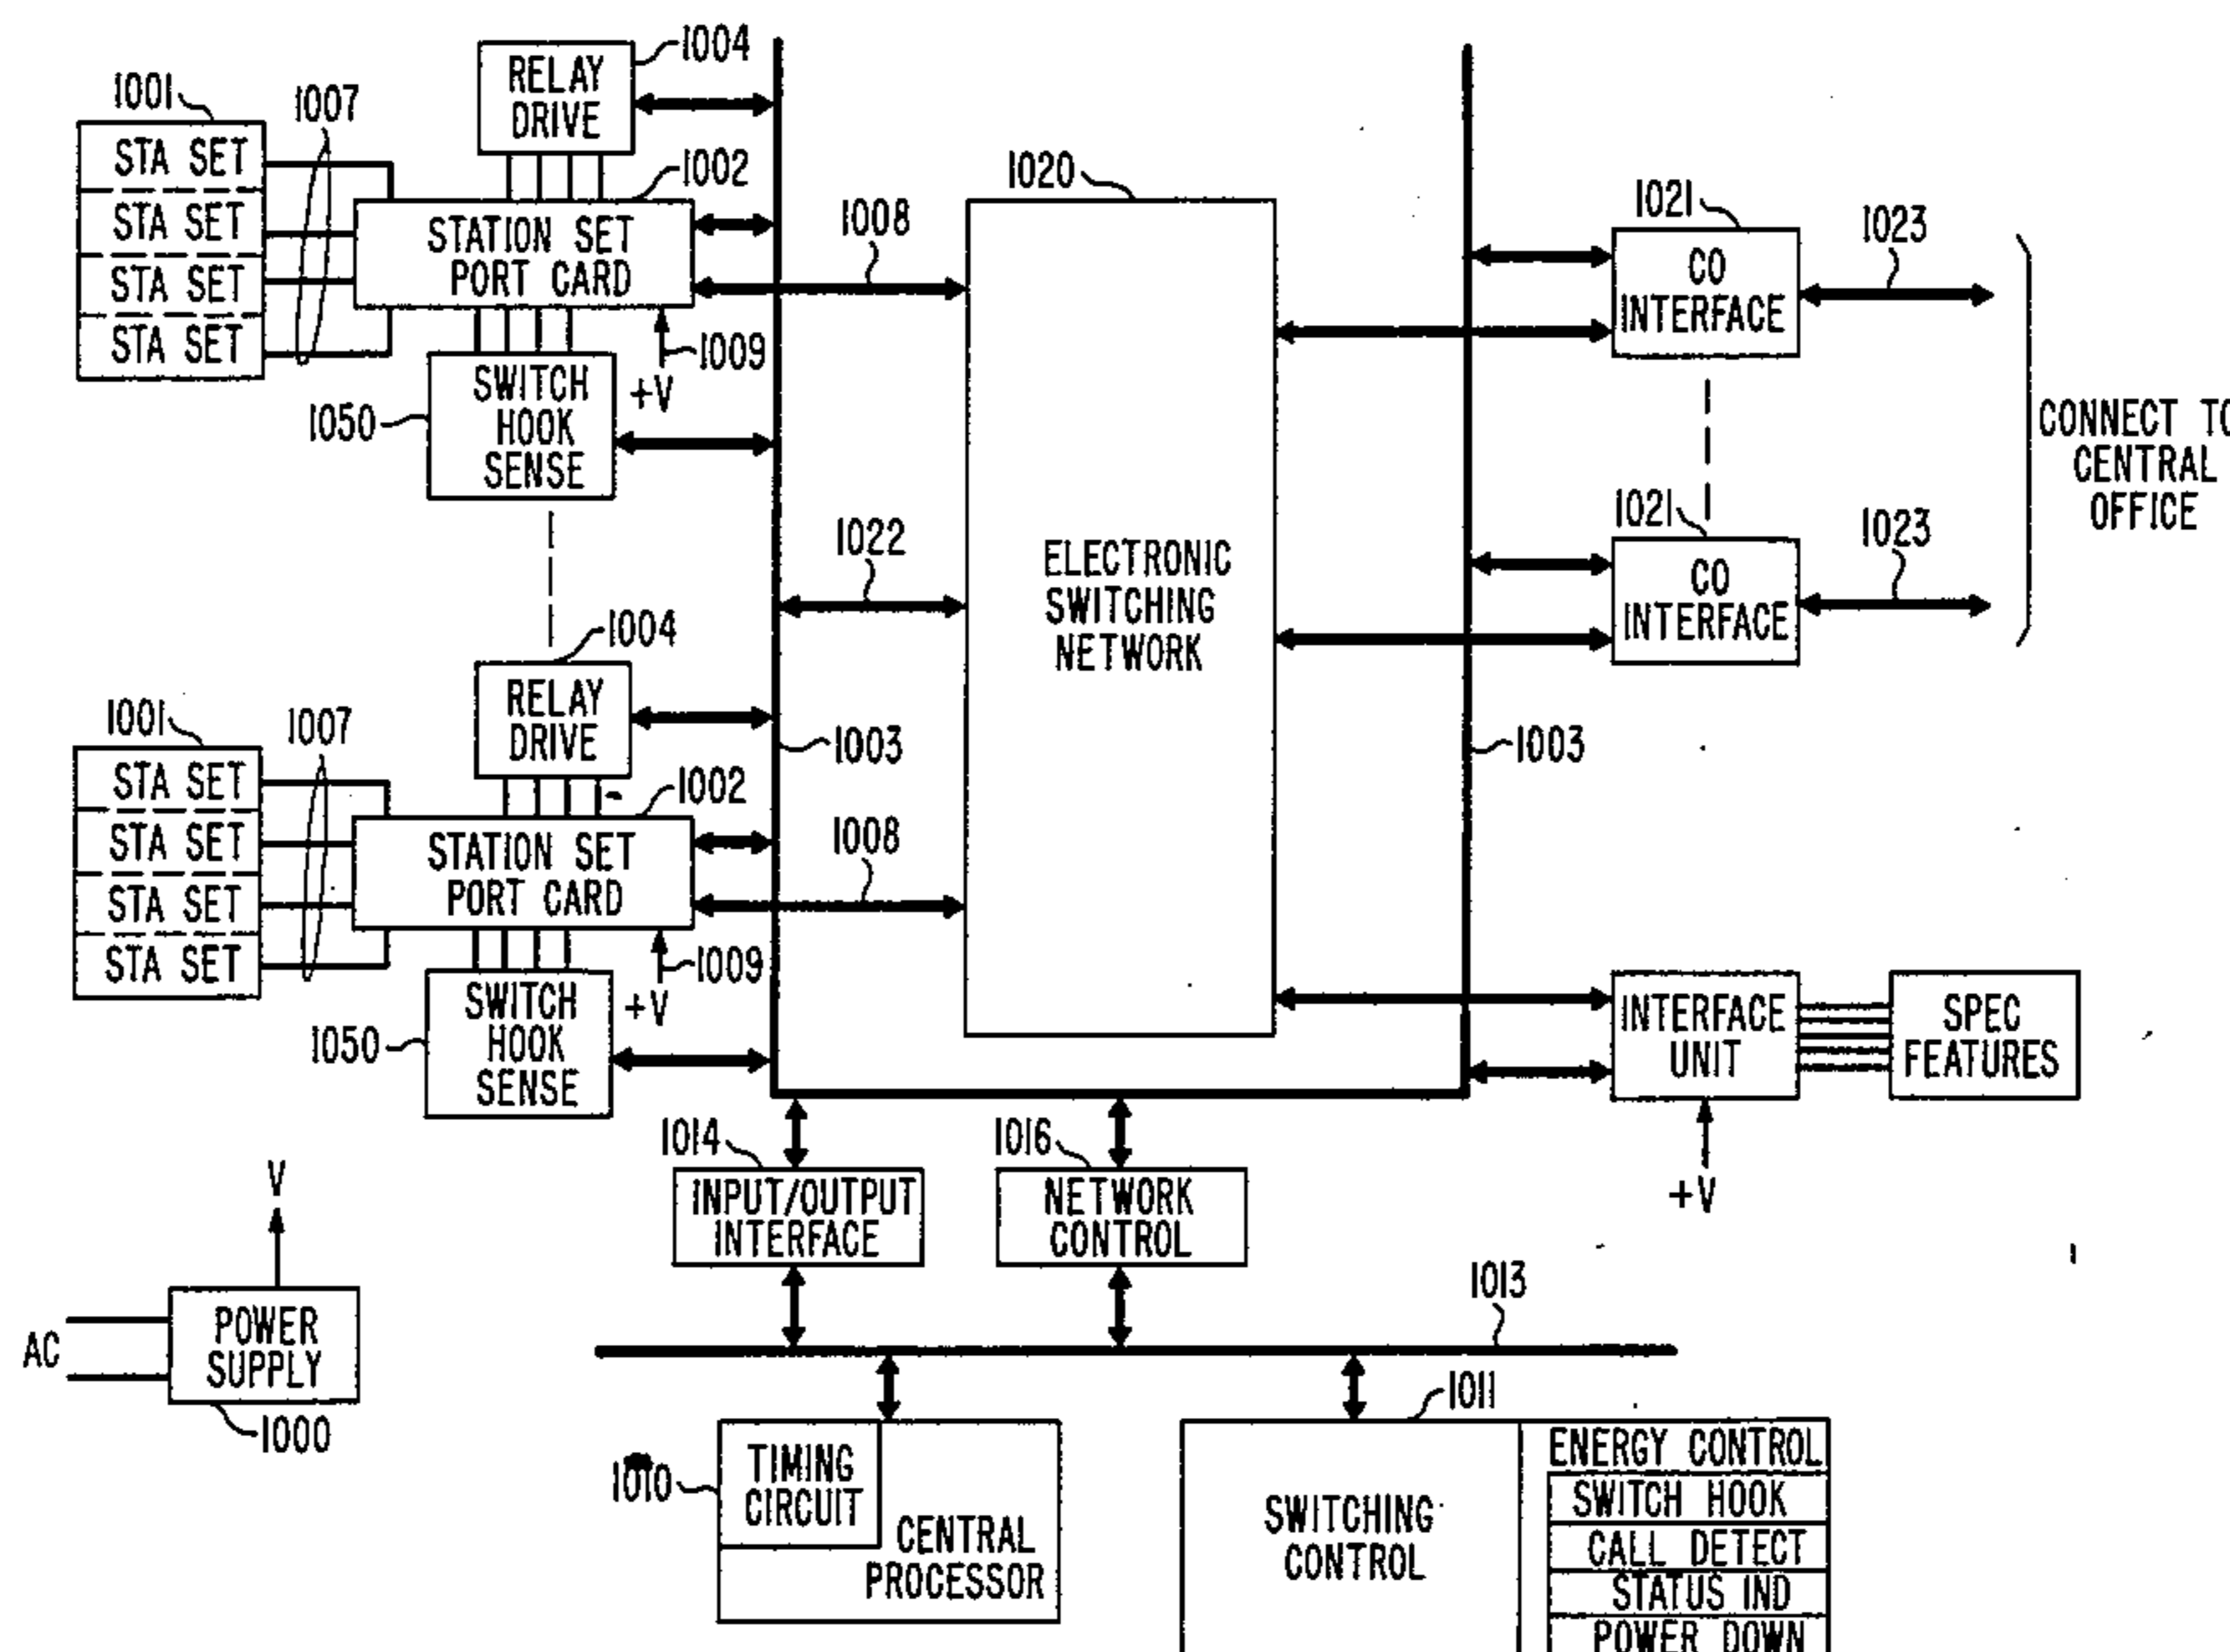 1004
RELAY
DRIVE
1001
1007
STA SET
STA SET
STA SET
STA SET
1002
STATION SET
PORT CARD
1008
1009
+V
1050
SWITCH
HOOK
SENSE
1020
ELECTRONIC
SWITCHING
NETWORK
1022
1021
CO
INTERFACE
1023
1021
CO
INTERFACE
1023
CONNECT TO
CENTRAL
OFFICE
1004
RELAY
DRIVE
1003
1003
1001
1007
STA SET
STA SET
STA SET
STA SET
1002
STATION SET
PORT CARD
1008
1009
+V
1050
SWITCH
HOOK
SENSE
INTERFACE
UNIT
SPEC
FEATURES
+V
1014
INPUT/OUTPUT
INTERFACE
1016
NETWORK
CONTROL
V
AC
POWER
SUPPLY
1000
1013
1010
TIMING
CIRCUIT
CENTRAL
PROCESSOR
1011
SWITCHING
CONTROL
ENERGY CONTROL
SWITCH HOOK
CALL DETECT
STATUS IND
POWER DOWN